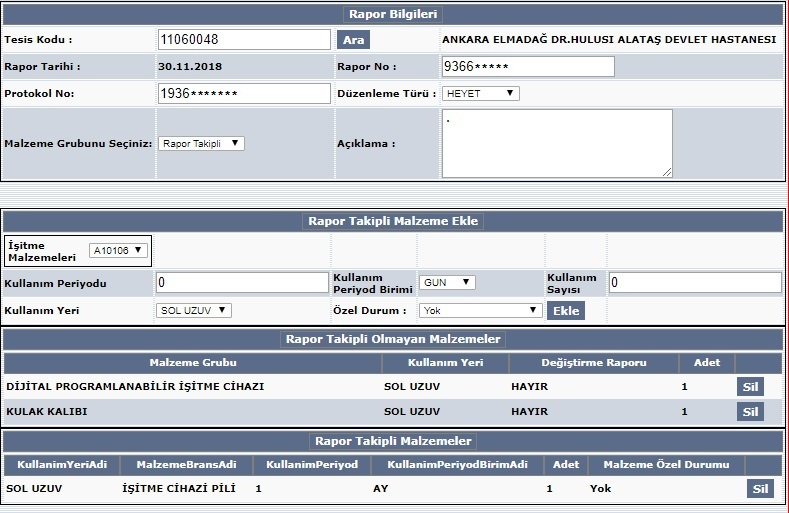 Rapor Bilgileri
Tesis Kodu : 11060048 Ara ANKARA ELMADAĞ DR.HULUSI ALATAŞ DEVLET HASTANESI
Rapor Tarihi : 30.11.2018 Rapor No : 9366*****
Protokol No: 1936******* Düzenleme Türü : HEYET
Malzeme Grubunu Seçiniz: Rapor Takipli Açıklama : .
Rapor Takipli Malzeme Ekle
İşitme Malzemeleri A10106
Kullanım Periyodu 0 Kullanım Periyod Birimi GUN Kullanım Sayısı 0
Kullanım Yeri SOL UZUV Özel Durum : Yok Ekle
Rapor Takipli Olmayan Malzemeler
Malzeme Grubu Kullanım Yeri Değiştirme Raporu Adet
DİJİTAL PROGRAMLANABİLİR İŞİTME CİHAZI SOL UZUV HAYIR 1 Sil
KULAK KALIBI SOL UZUV HAYIR 1 Sil
Rapor Takipli Malzemeler
KullanimYeriAdi MalzemeBransAdi KullanimPeriyod KullanimPeriyodBirimAdi Adet Malzeme Özel Durumu
SOL UZUV İŞİTME CİHAZİ PİLİ 1 AY 1 Yok Sil